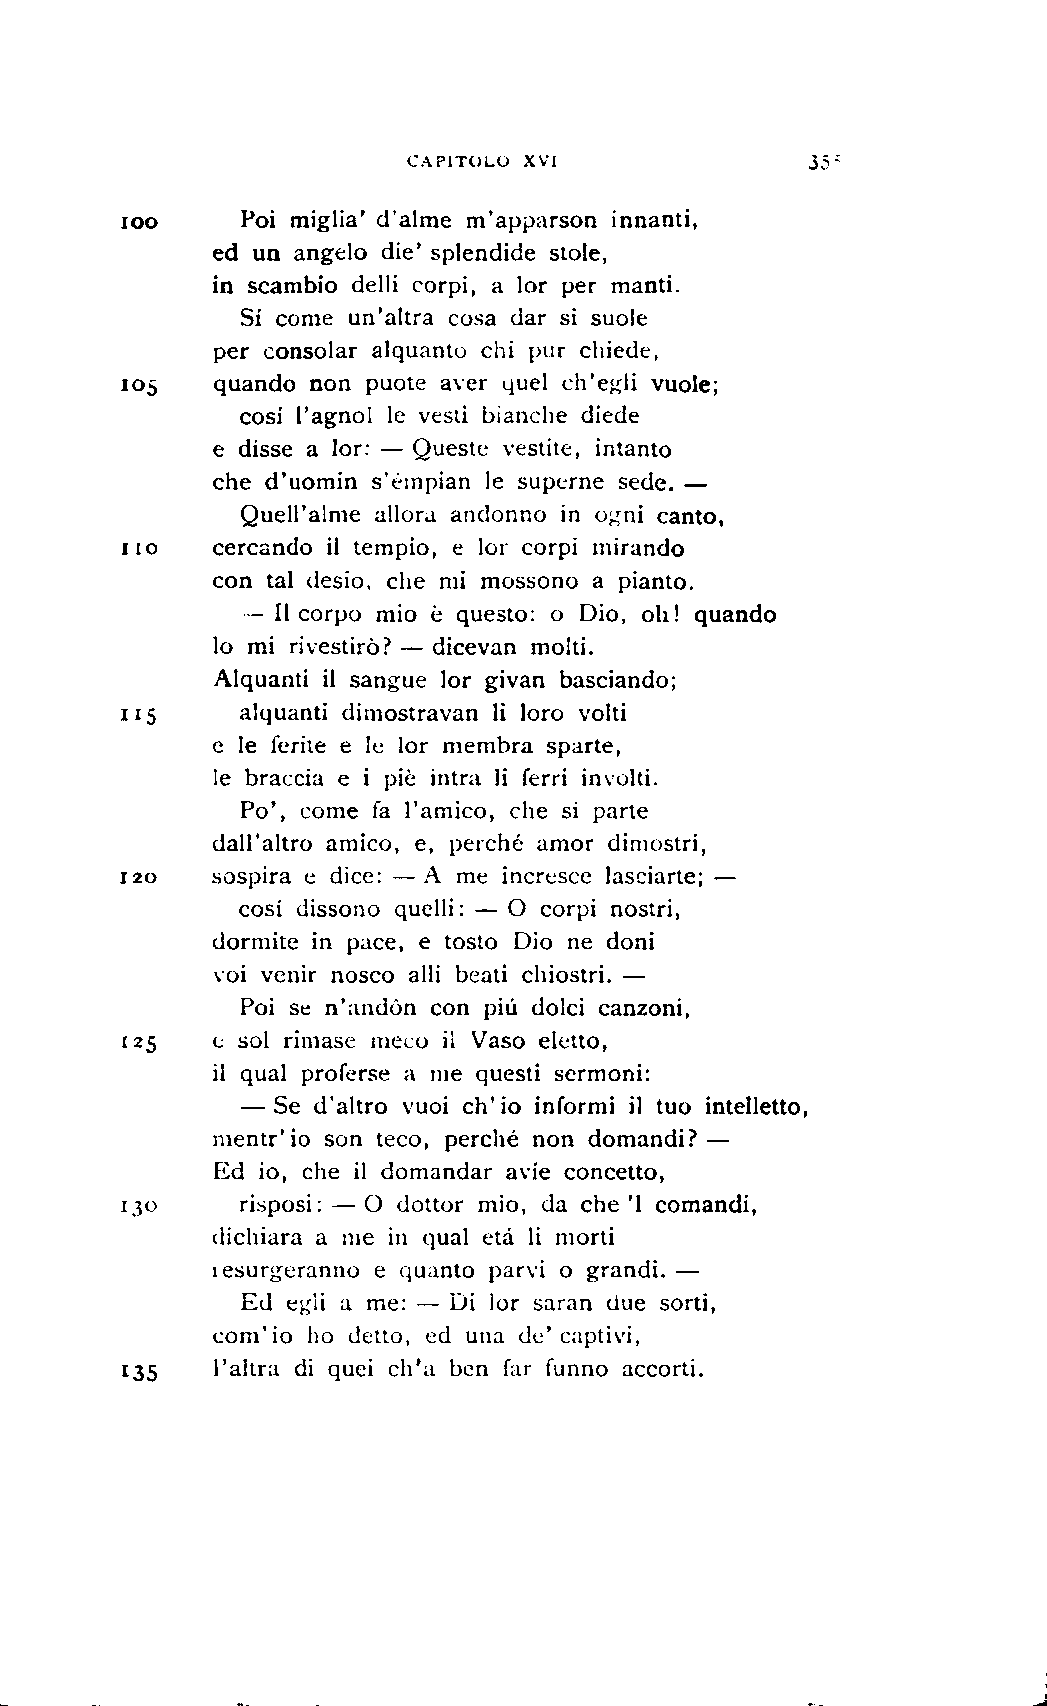 CAPITOLO XVI 355
100 Poi miglia' d'alme m'apparson innanti,
ed un angelo die' splendide stole,
in scambio delli corpi, a lor per manti.
Sí come un'altra cosa dar si suole
per consolar alquanto chi pur chiede,
105 quando non puote aver quel ch'egli vuole;
cosí l'agnol le vesti bianche diede
e disse a lor: — Queste vestite, intanto
che d'uomin s'émpian le superne sede. —
Quell'alme allora andonno in ogni canto,
110 cercando il tempio, e lor corpi mirando
con tal desio, che mi mossono a pianto.
— Il corpo mio è questo: o Dio, oh! quando
lo mi rivestirò? — dicevan molti.
Alquanti il sangue lor givan basciando;
115 alquanti dimostravan li loro volti
e le ferite e le lor membra sparte,
le braccia e i piè intra li ferri involti.
Po', come fa l'amico, che si parte
dall'altro amico, e, perché amor dimostri,
120 sospira e dice: — A me incresce lasciarte; —
cosí dissono quelli: — O corpi nostri,
dormite in pace, e tosto Dio ne doni
voi venir nosco alli beati chiostri. —
Poi se n'andòn con piú dolci canzoni,
125 e sol rimase meco il Vaso eletto,
il qual proferse a me questi sermoni:
— Se d'altro vuoi ch'io informi il tuo intelletto,
mentr'io son teco, perché non domandi? —
Ed io, che il domandar avíe concetto,
130 risposi: — O dottor mio, da che 'l comandi,
dichiara a me in qual etá li morti
resurgeranno e quanto parvi o grandi. —
Ed egli a me: — Di lor saran due sorti,
com'io ho detto, ed una de' captivi,
135 l'altra di quei ch'a ben far funno accorti.